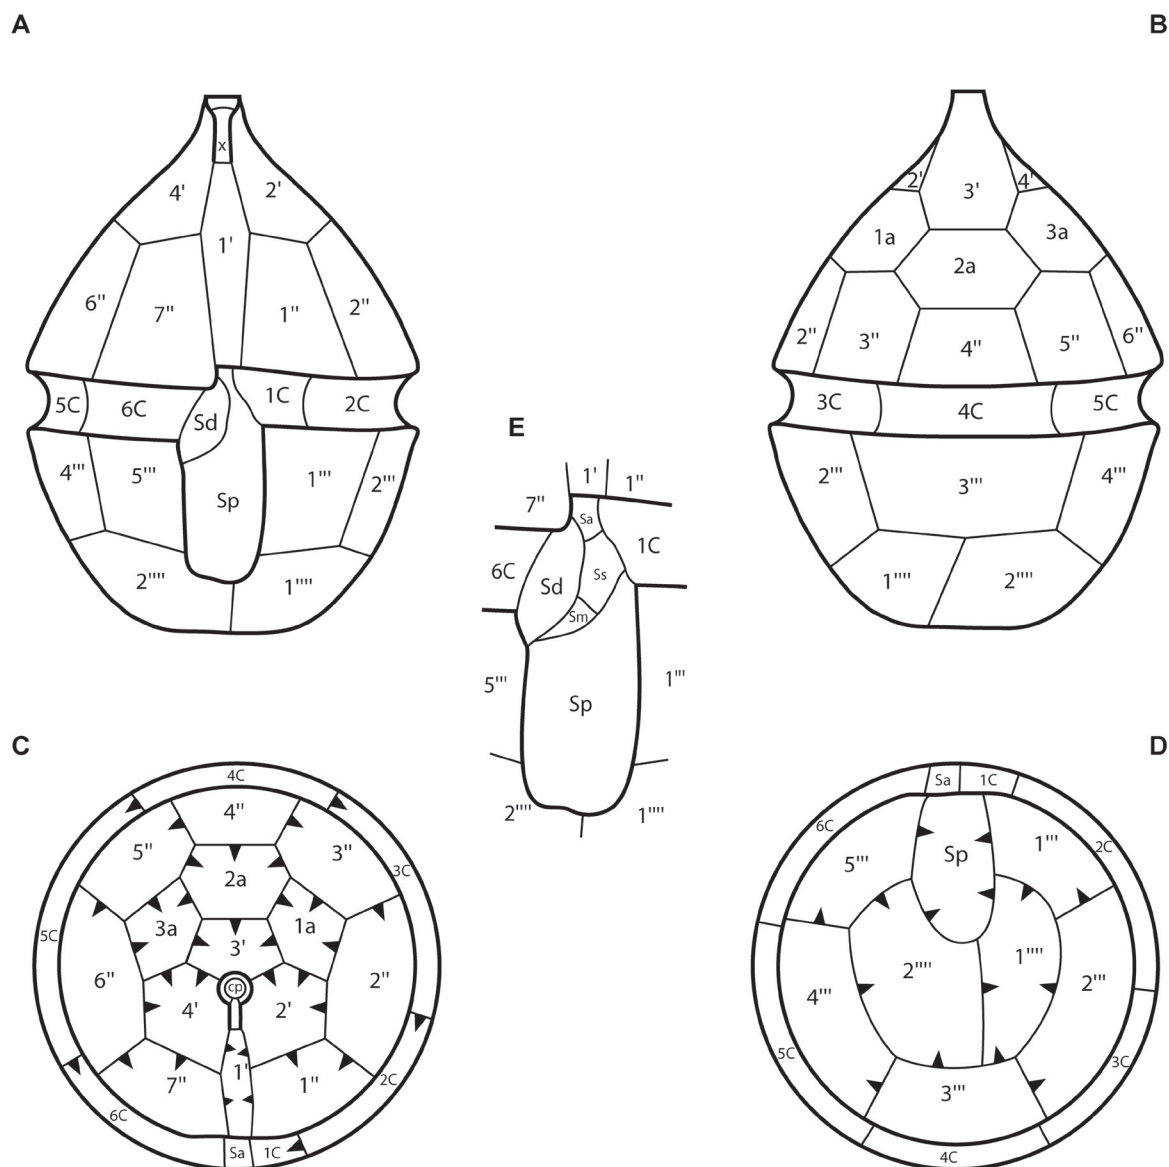 A
B
x
4' 2'
1'
6" 7" 1" 2"
5C 6C Sd 1C 2C
4''' 5''' Sp 1''' 2'''
2'''' 1''''
2' 3' 4'
1a 3a
2a
2" 3" 4" 5" 6"
3C 4C 5C
2''' 3''' 4'''
1'''' 2''''
E
1'
7" 1"
Sa
1C
6C Sd Ss
Sm
5''' Sp 1'''
2'''' 1''''
C
4C
4"
5" 3"
3C
2a
3a 1a
5C 3'
6" 2"
cp
4' 2'
1'
7" 1"
2C
6C
Sa 1C
D
Sa 1C
6C
5''' Sp 1''' 2C
2'''' 1''''
4''' 2'''
5C 3C
3'''
4C